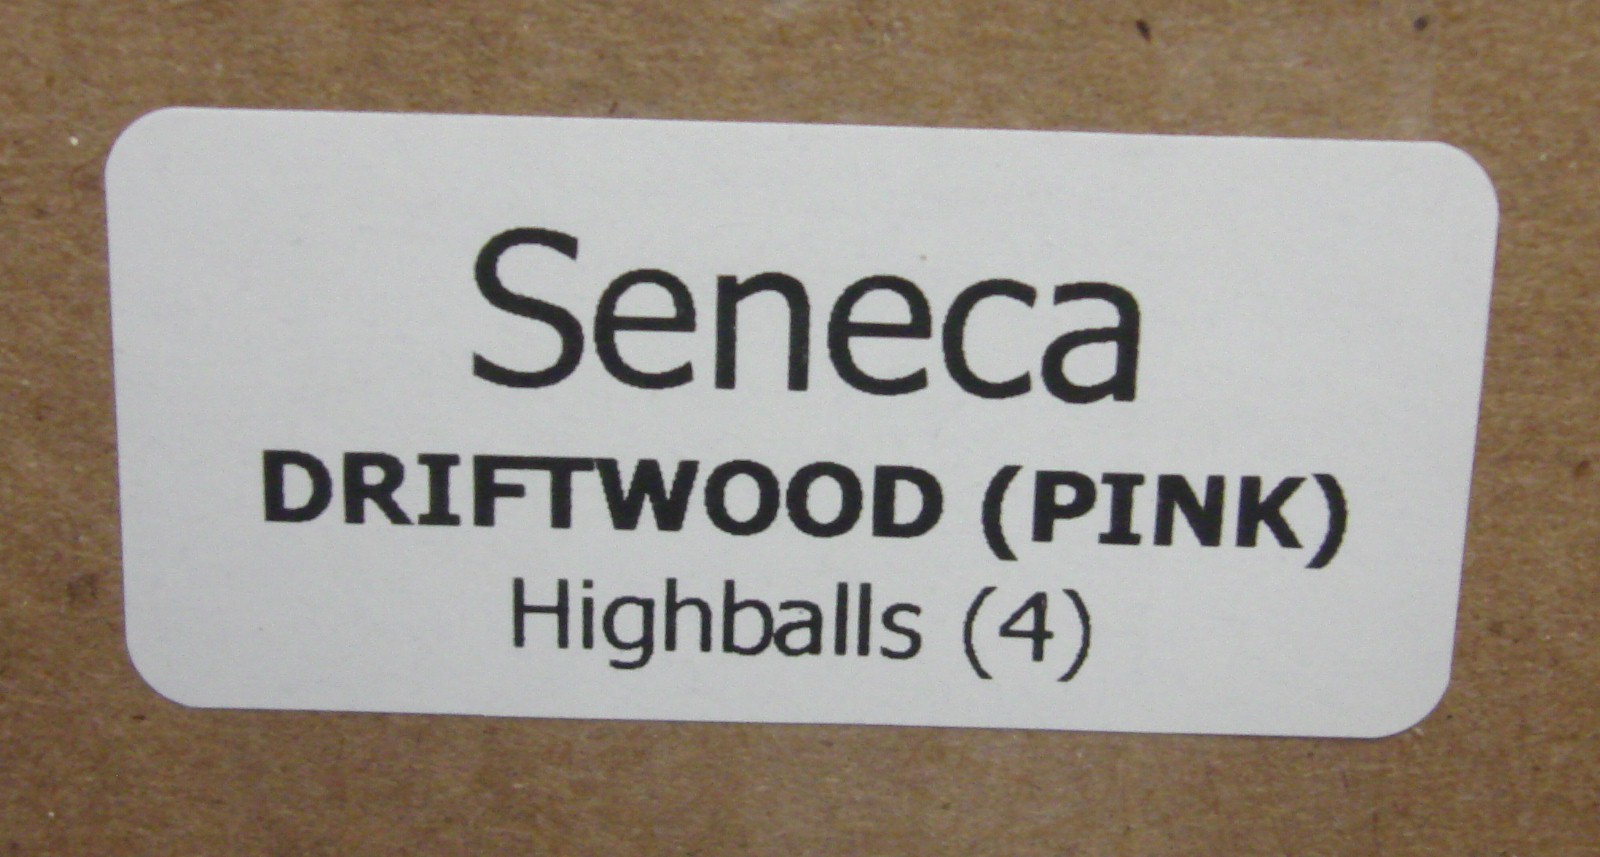 Seneca
DRIFTWOOD (PINK)
Highballs (4)